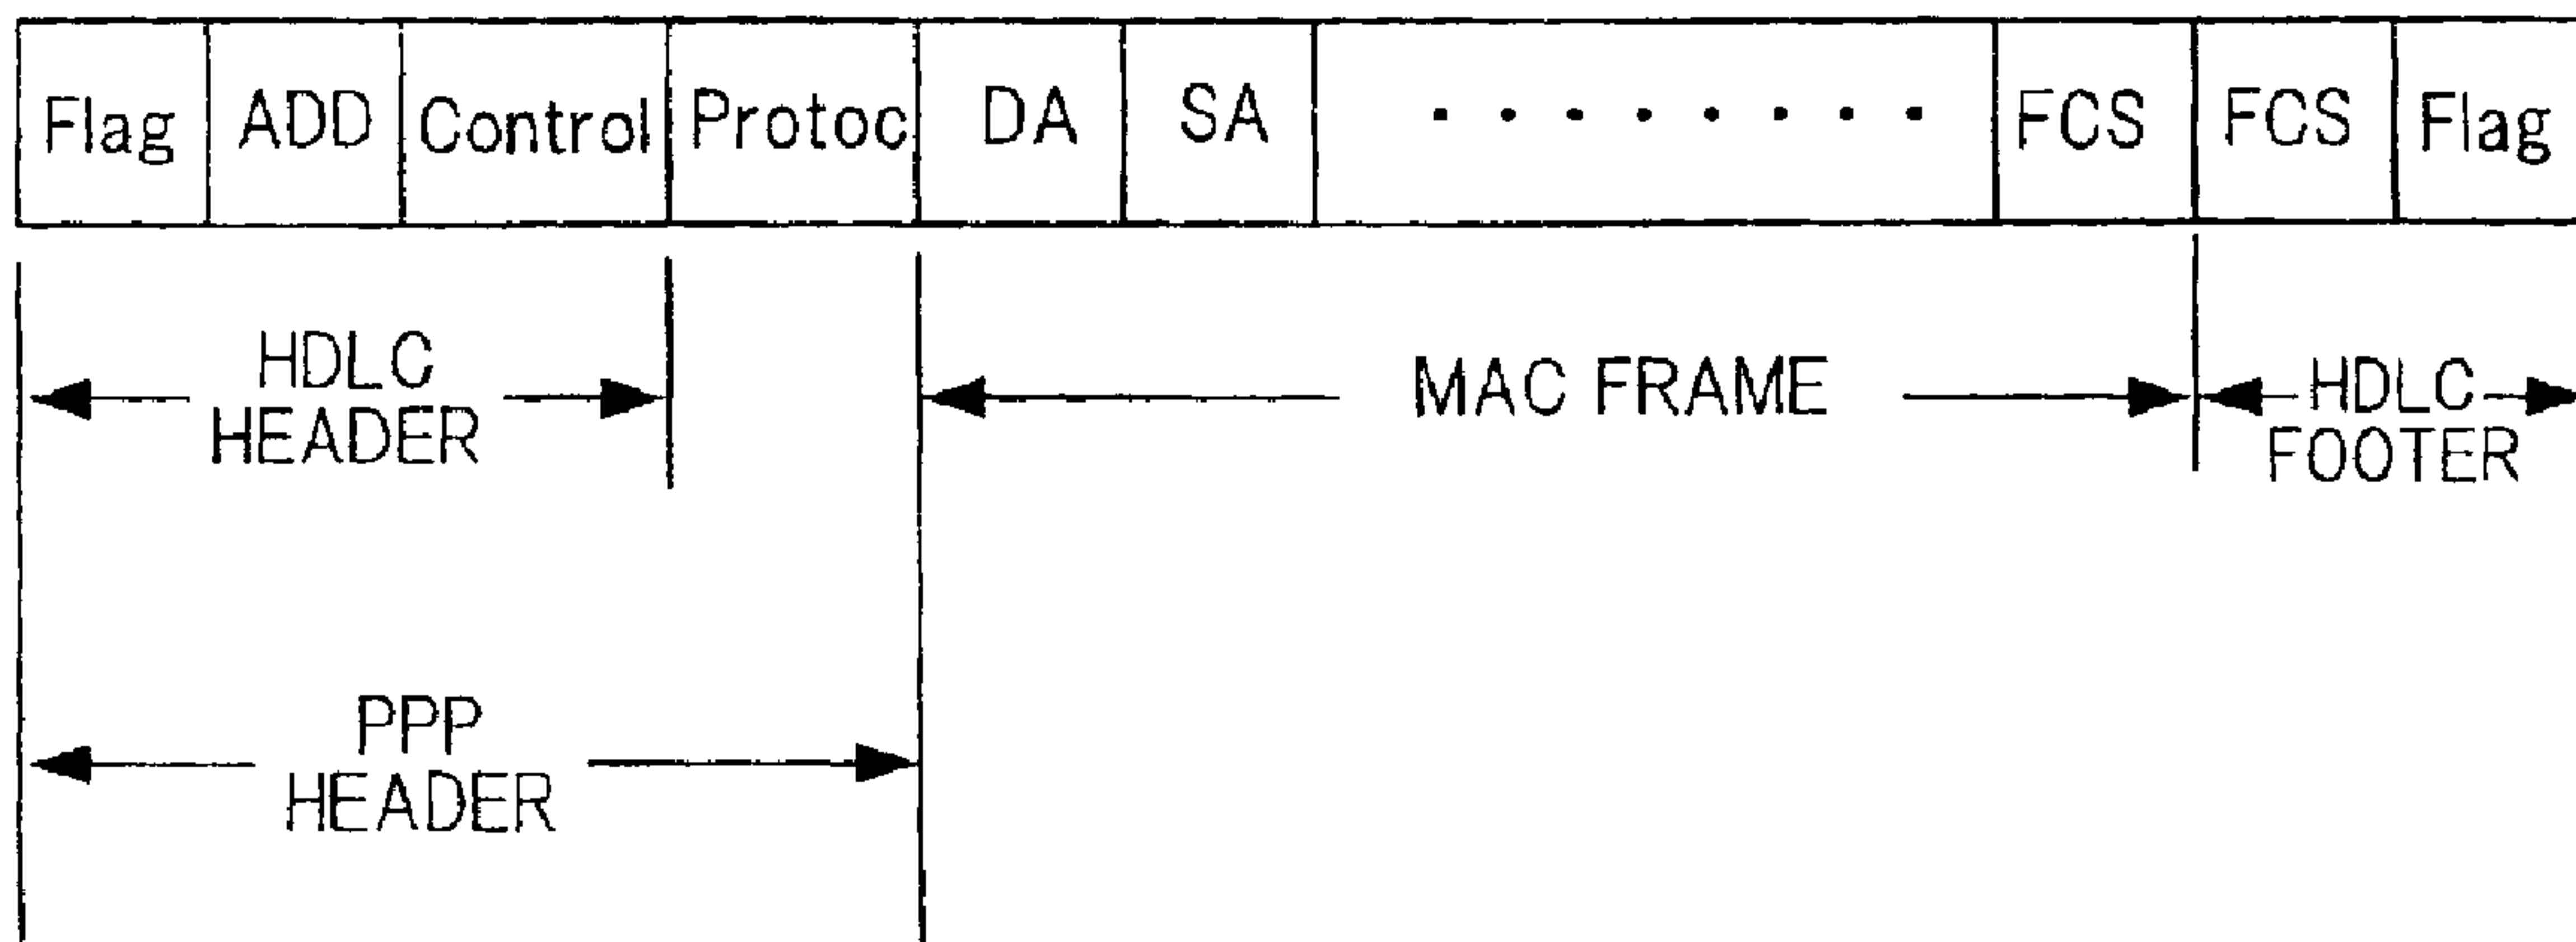 Flag ADD Control Protoc DA SA ........ FCS FCS Flag
HDLC
HEADER
MAC FRAME
HDLC
FOOTER
PPP
HEADER